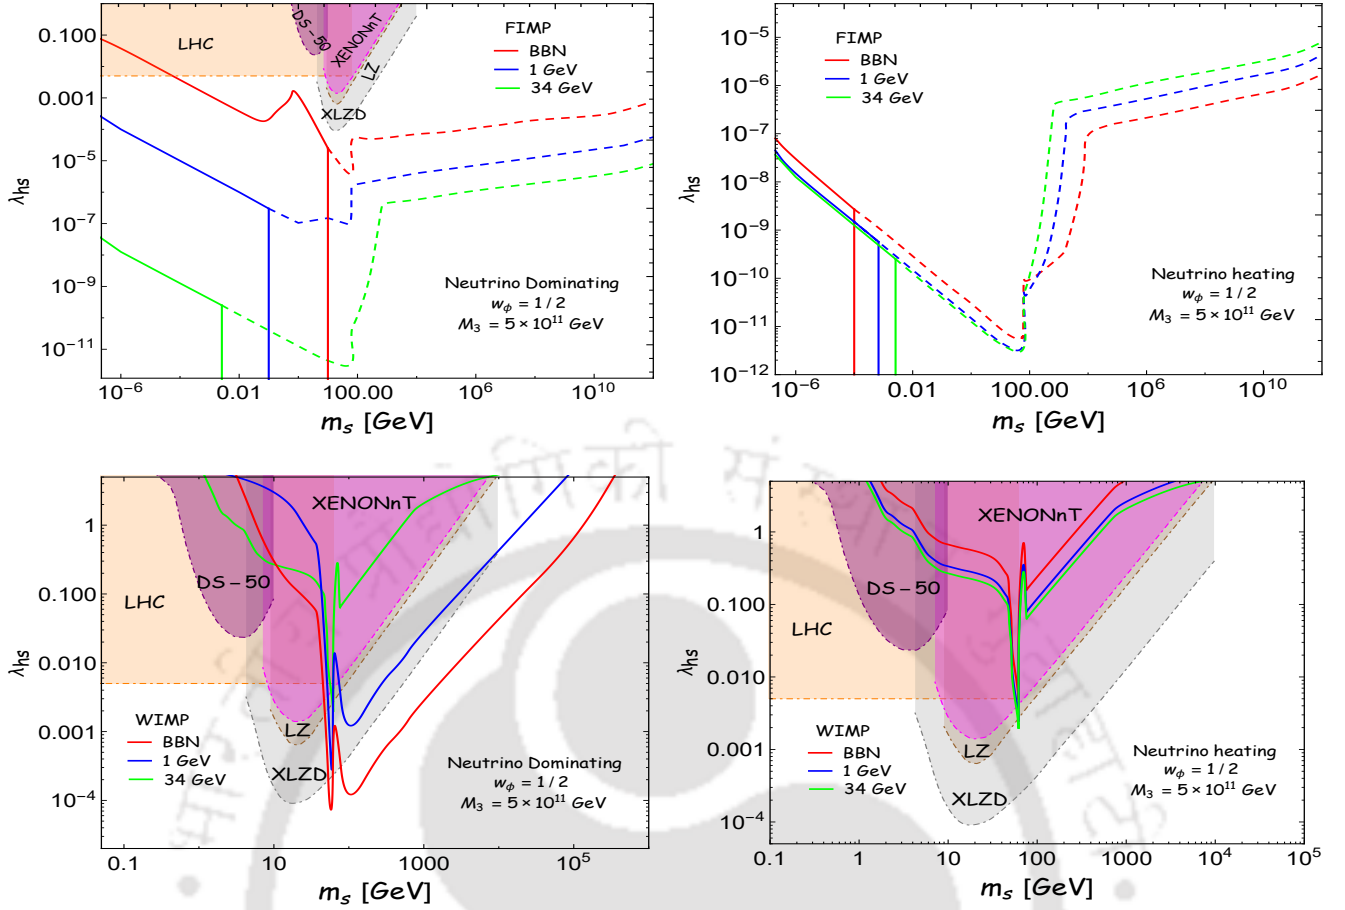 0.100
0.001
10⁻⁵
10⁻⁷
10⁻⁹
10⁻¹¹
λhs
LHC
DS-50
XENONnT
LZ
XLZD
FIMP
BBN
1 GeV
34 GeV
Neutrino Dominating
wϕ = 1/2
M₃ = 5×10¹¹ GeV
10⁻⁶ 0.01 100.00 10⁶ 10¹⁰
mₛ [GeV]
10⁻⁵
10⁻⁶
10⁻⁷
10⁻⁸
10⁻⁹
10⁻¹⁰
10⁻¹¹
10⁻¹²
λhs
FIMP
BBN
1 GeV
34 GeV
Neutrino heating
wϕ = 1/2
M₃ = 5×10¹¹ GeV
10⁻⁶ 0.01 100.00 10⁶ 10¹⁰
mₛ [GeV]
1
0.100
0.010
0.001
10⁻⁴
λhs
XENONnT
DS-50
LHC
LZ
XLZD
WIMP
BBN
1 GeV
34 GeV
Neutrino Dominating
wϕ = 1/2
M₃ = 5×10¹¹ GeV
0.1 10 1000 10⁵
mₛ [GeV]
1
0.100
0.010
0.001
10⁻⁴
λhs
XENONnT
DS-50
LHC
LZ
XLZD
WIMP
BBN
1 GeV
34 GeV
Neutrino heating
wϕ = 1/2
M₃ = 5×10¹¹ GeV
0.1 1 10 100 1000 10⁴ 10⁵
mₛ [GeV]